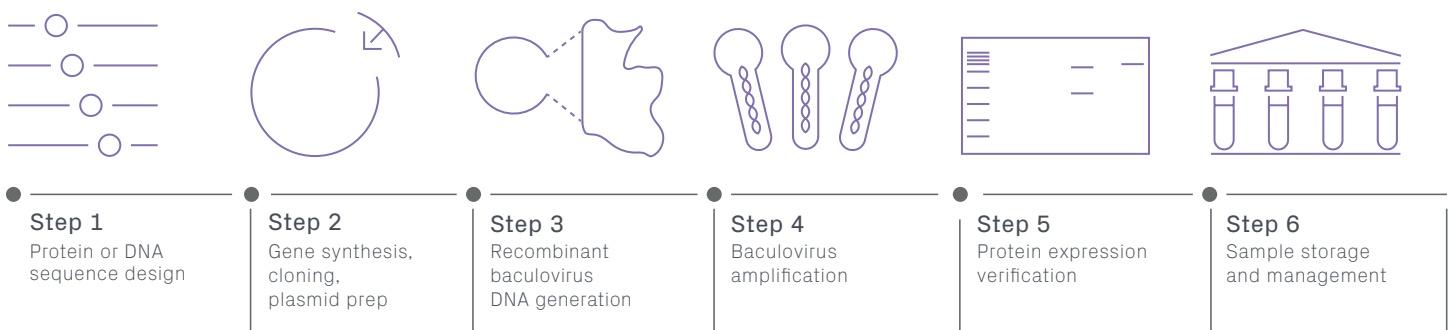 Step 1
Protein or DNA
sequence design
Step 2
Gene synthesis,
cloning,
plasmid prep
Step 3
Recombinant
baculovirus
DNA generation
Step 4
Baculovirus
amplification
Step 5
Protein expression
verification
Step 6
Sample storage
and management